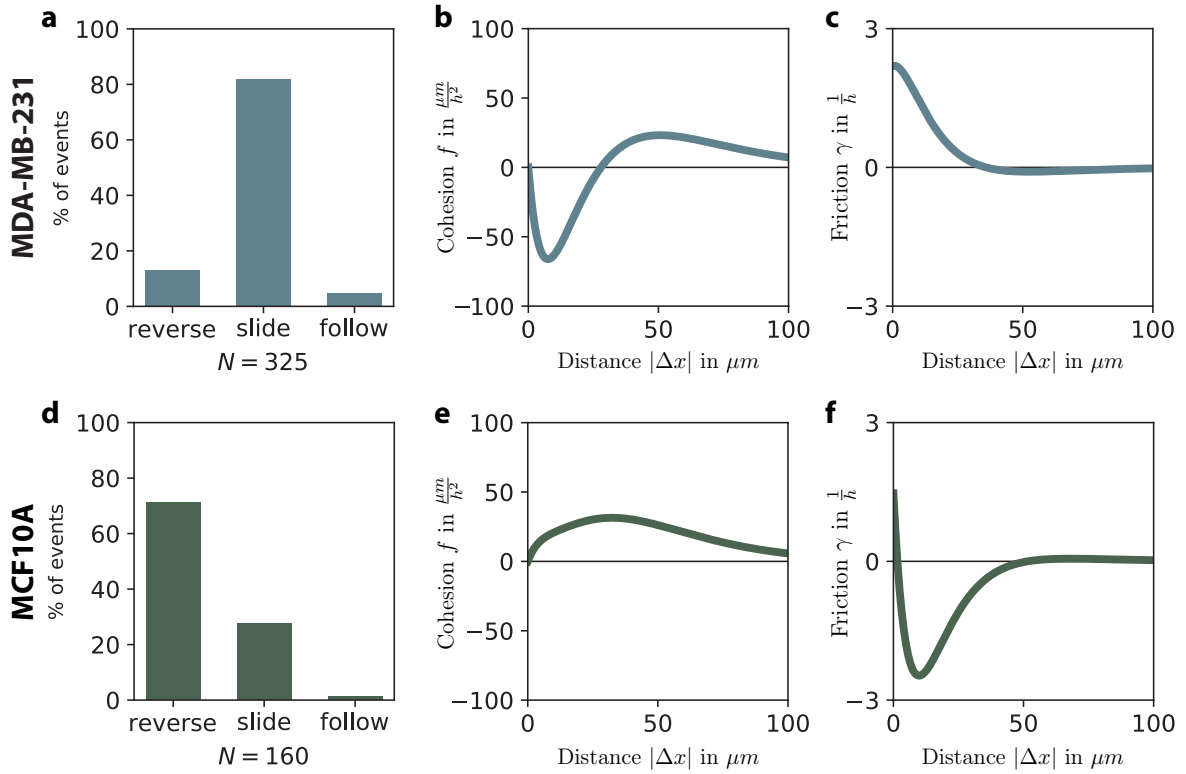 a
b
c
MDA-MB-231
% of events
100
80
60
40
20
0
reverse slide follow
N = 325
Cohesion f in μm/h²
100
50
0
−50
−100
0 50 100
Distance |Δx| in μm
Friction γ in 1/h
3
0
−3
0 50 100
Distance |Δx| in μm
d
e
f
MCF10A
% of events
100
80
60
40
20
0
reverse slide follow
N = 160
Cohesion f in μm/h²
100
50
0
−50
−100
0 50 100
Distance |Δx| in μm
Friction γ in 1/h
3
0
−3
0 50 100
Distance |Δx| in μm